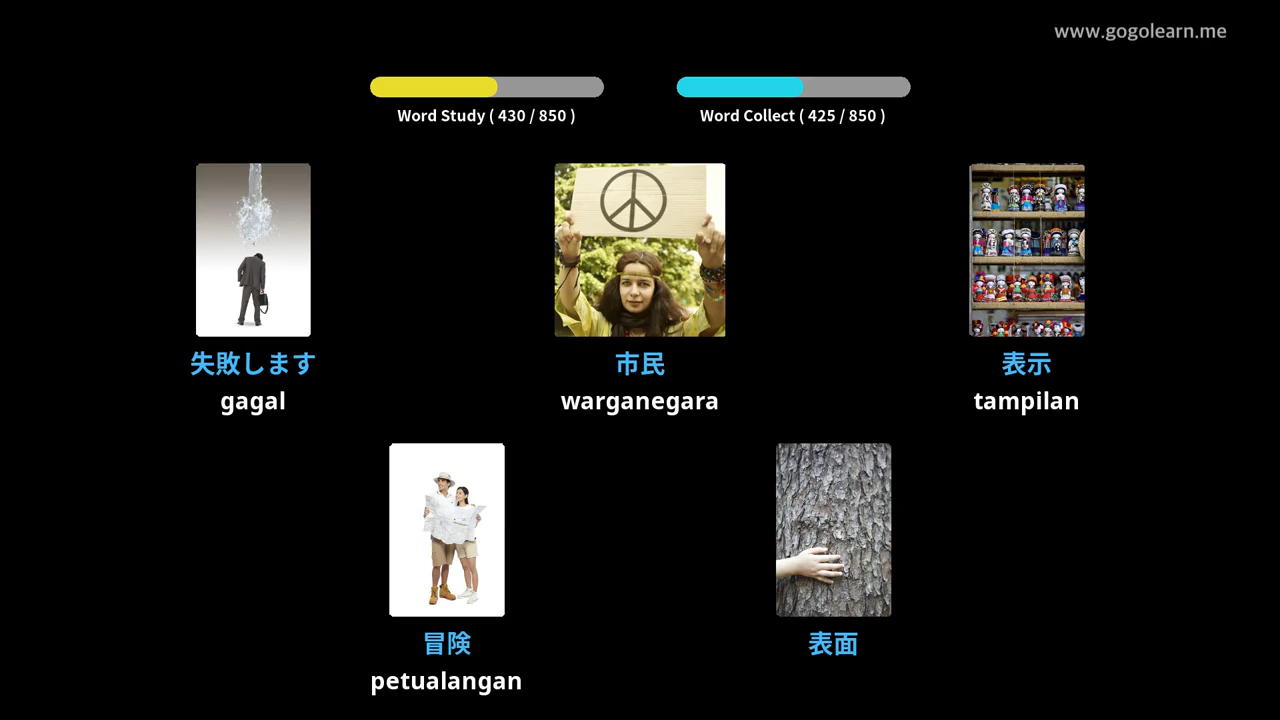 www.gogolearn.me
Word Study ( 430 / 850 )
Word Collect ( 425 / 850 )
失敗します
gagal
市民
warganegara
表示
tampilan
冒険
petualangan
表面